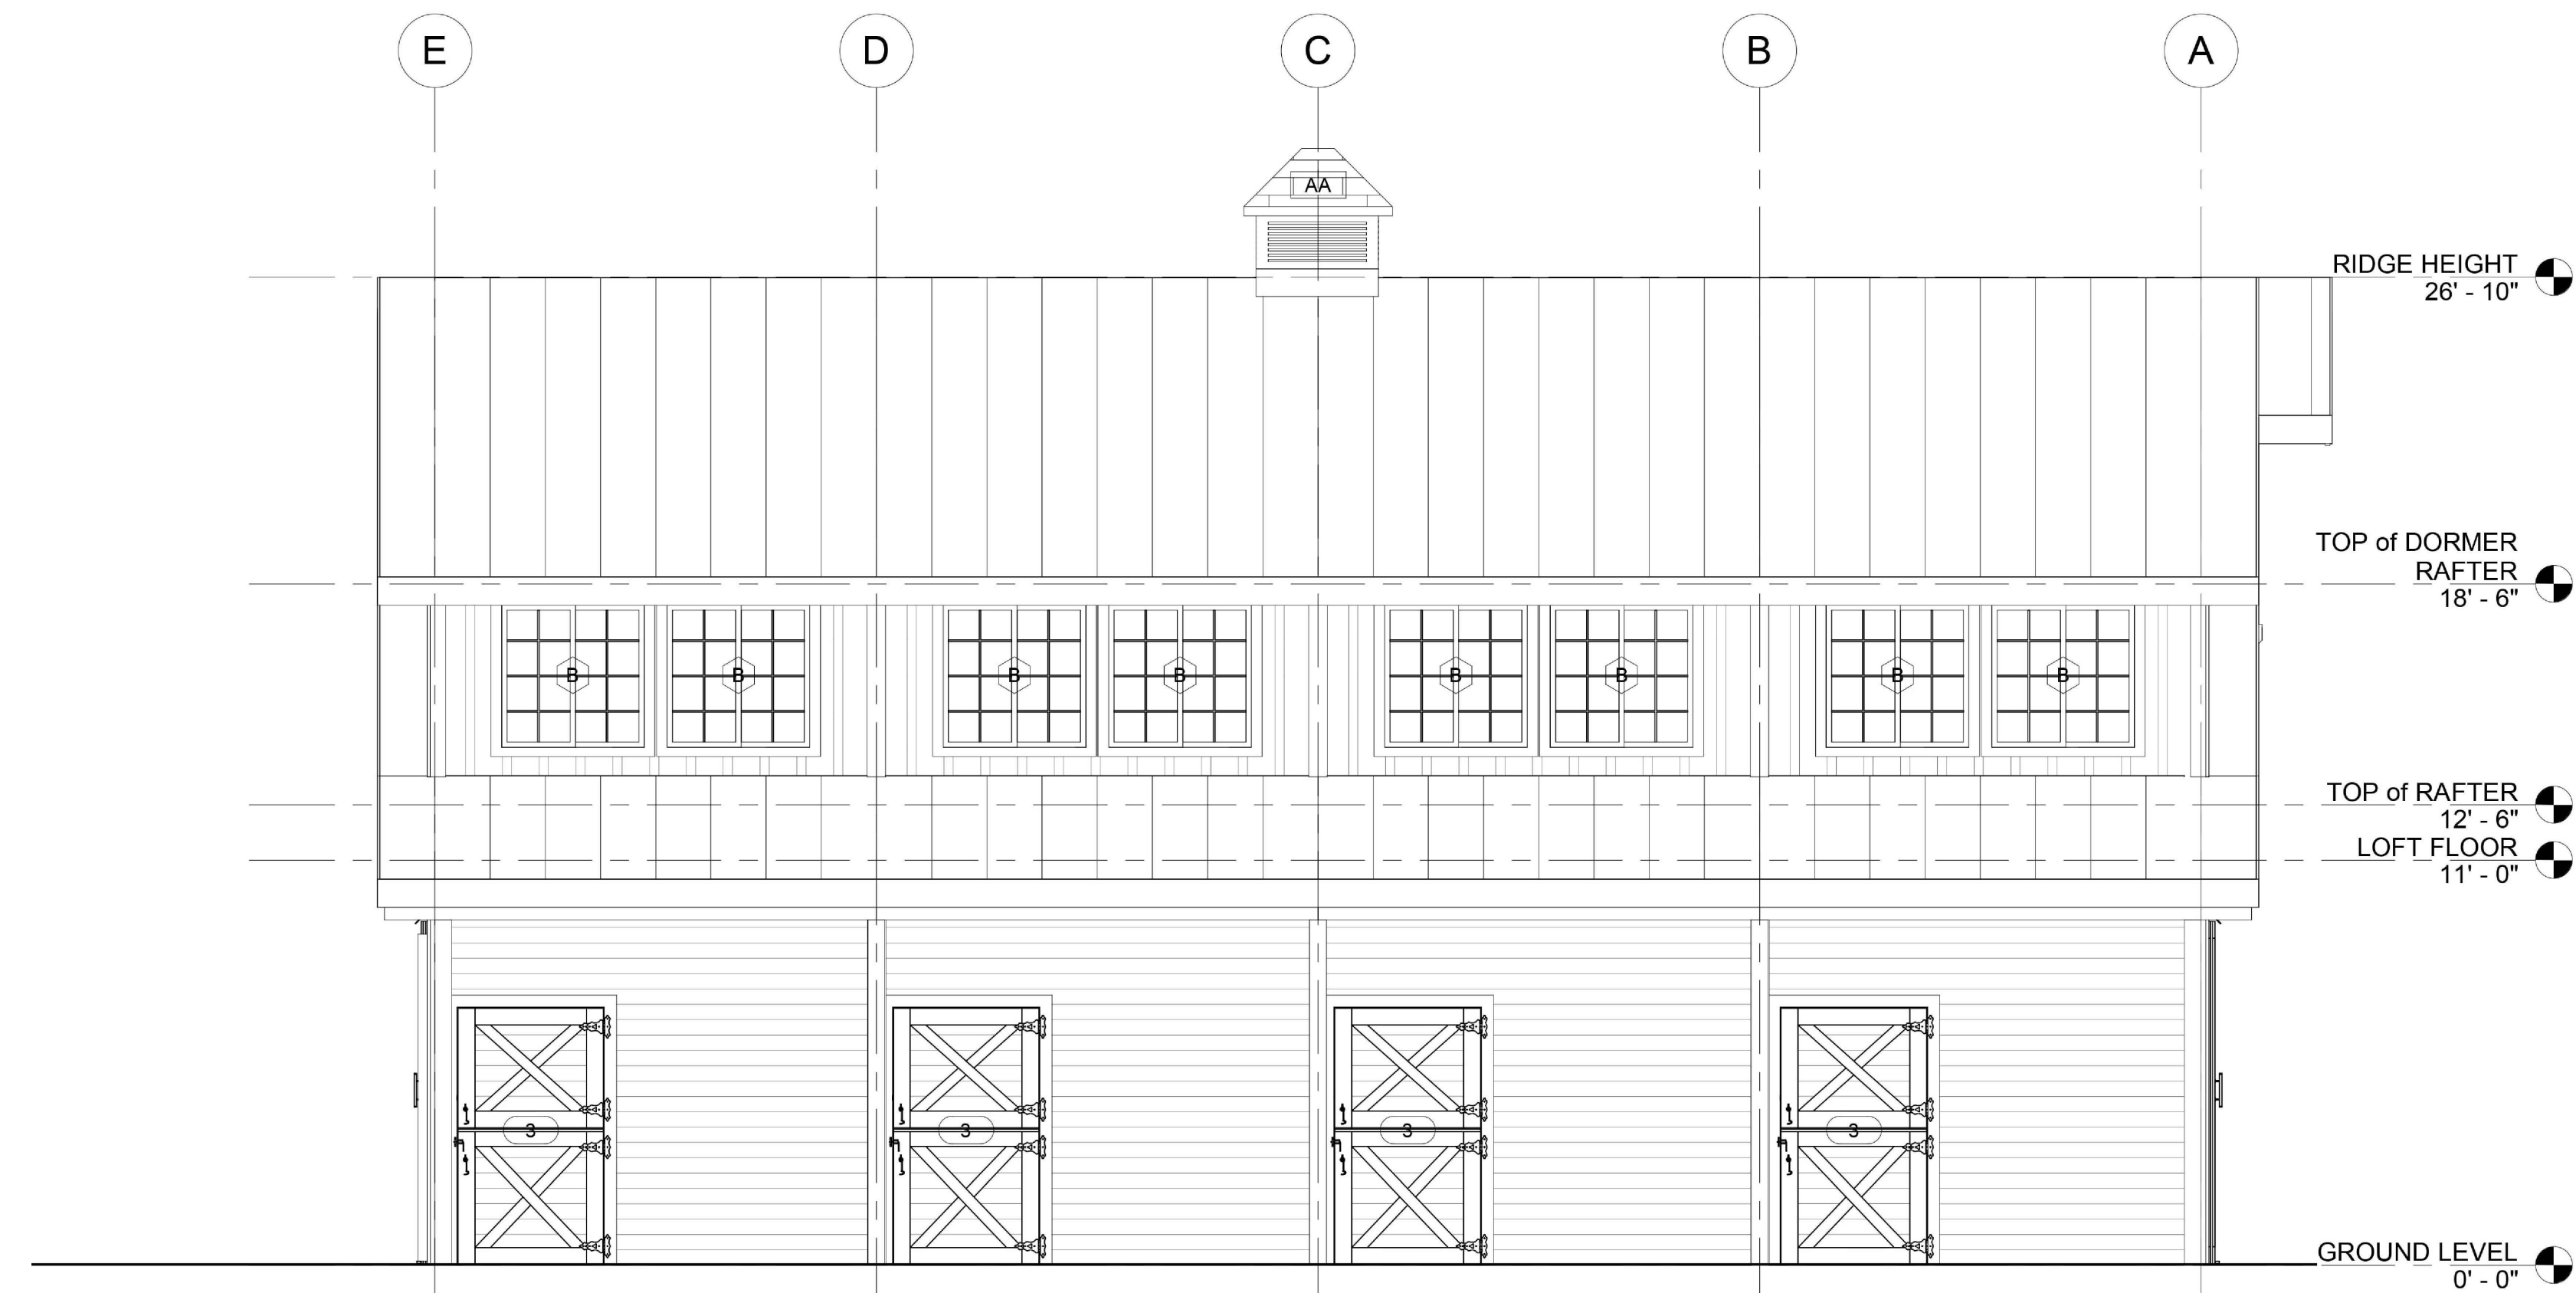 E D C B A
AA
RIDGE HEIGHT
26' - 10"
TOP of DORMER
RAFTER
18' - 6"
B B B B B B B B
TOP of RAFTER
12' - 6"
LOFT FLOOR
11' - 0"
3 3 3 3
GROUND LEVEL
0' - 0"